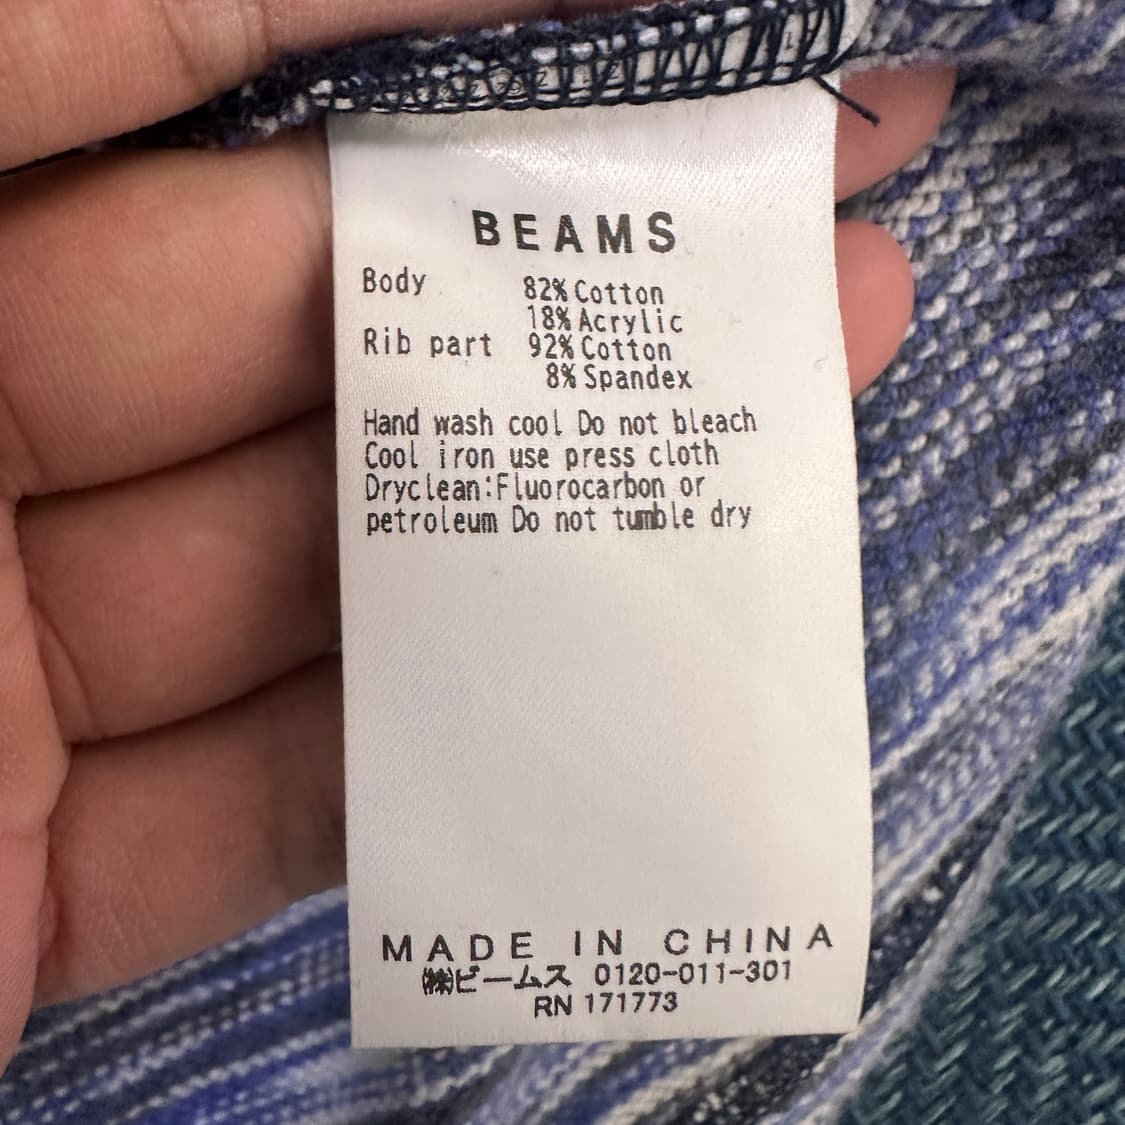 BEAMS
Body 82% Cotton
18% Acrylic
Rib part 92% Cotton
8% Spandex
Hand wash cool Do not bleach
Cool iron use press cloth
Dryclean:Fluorocarbon or
petroleum Do not tumble dry
MADE IN CHINA
㈱ビームス 0120-011-301
RN 171773